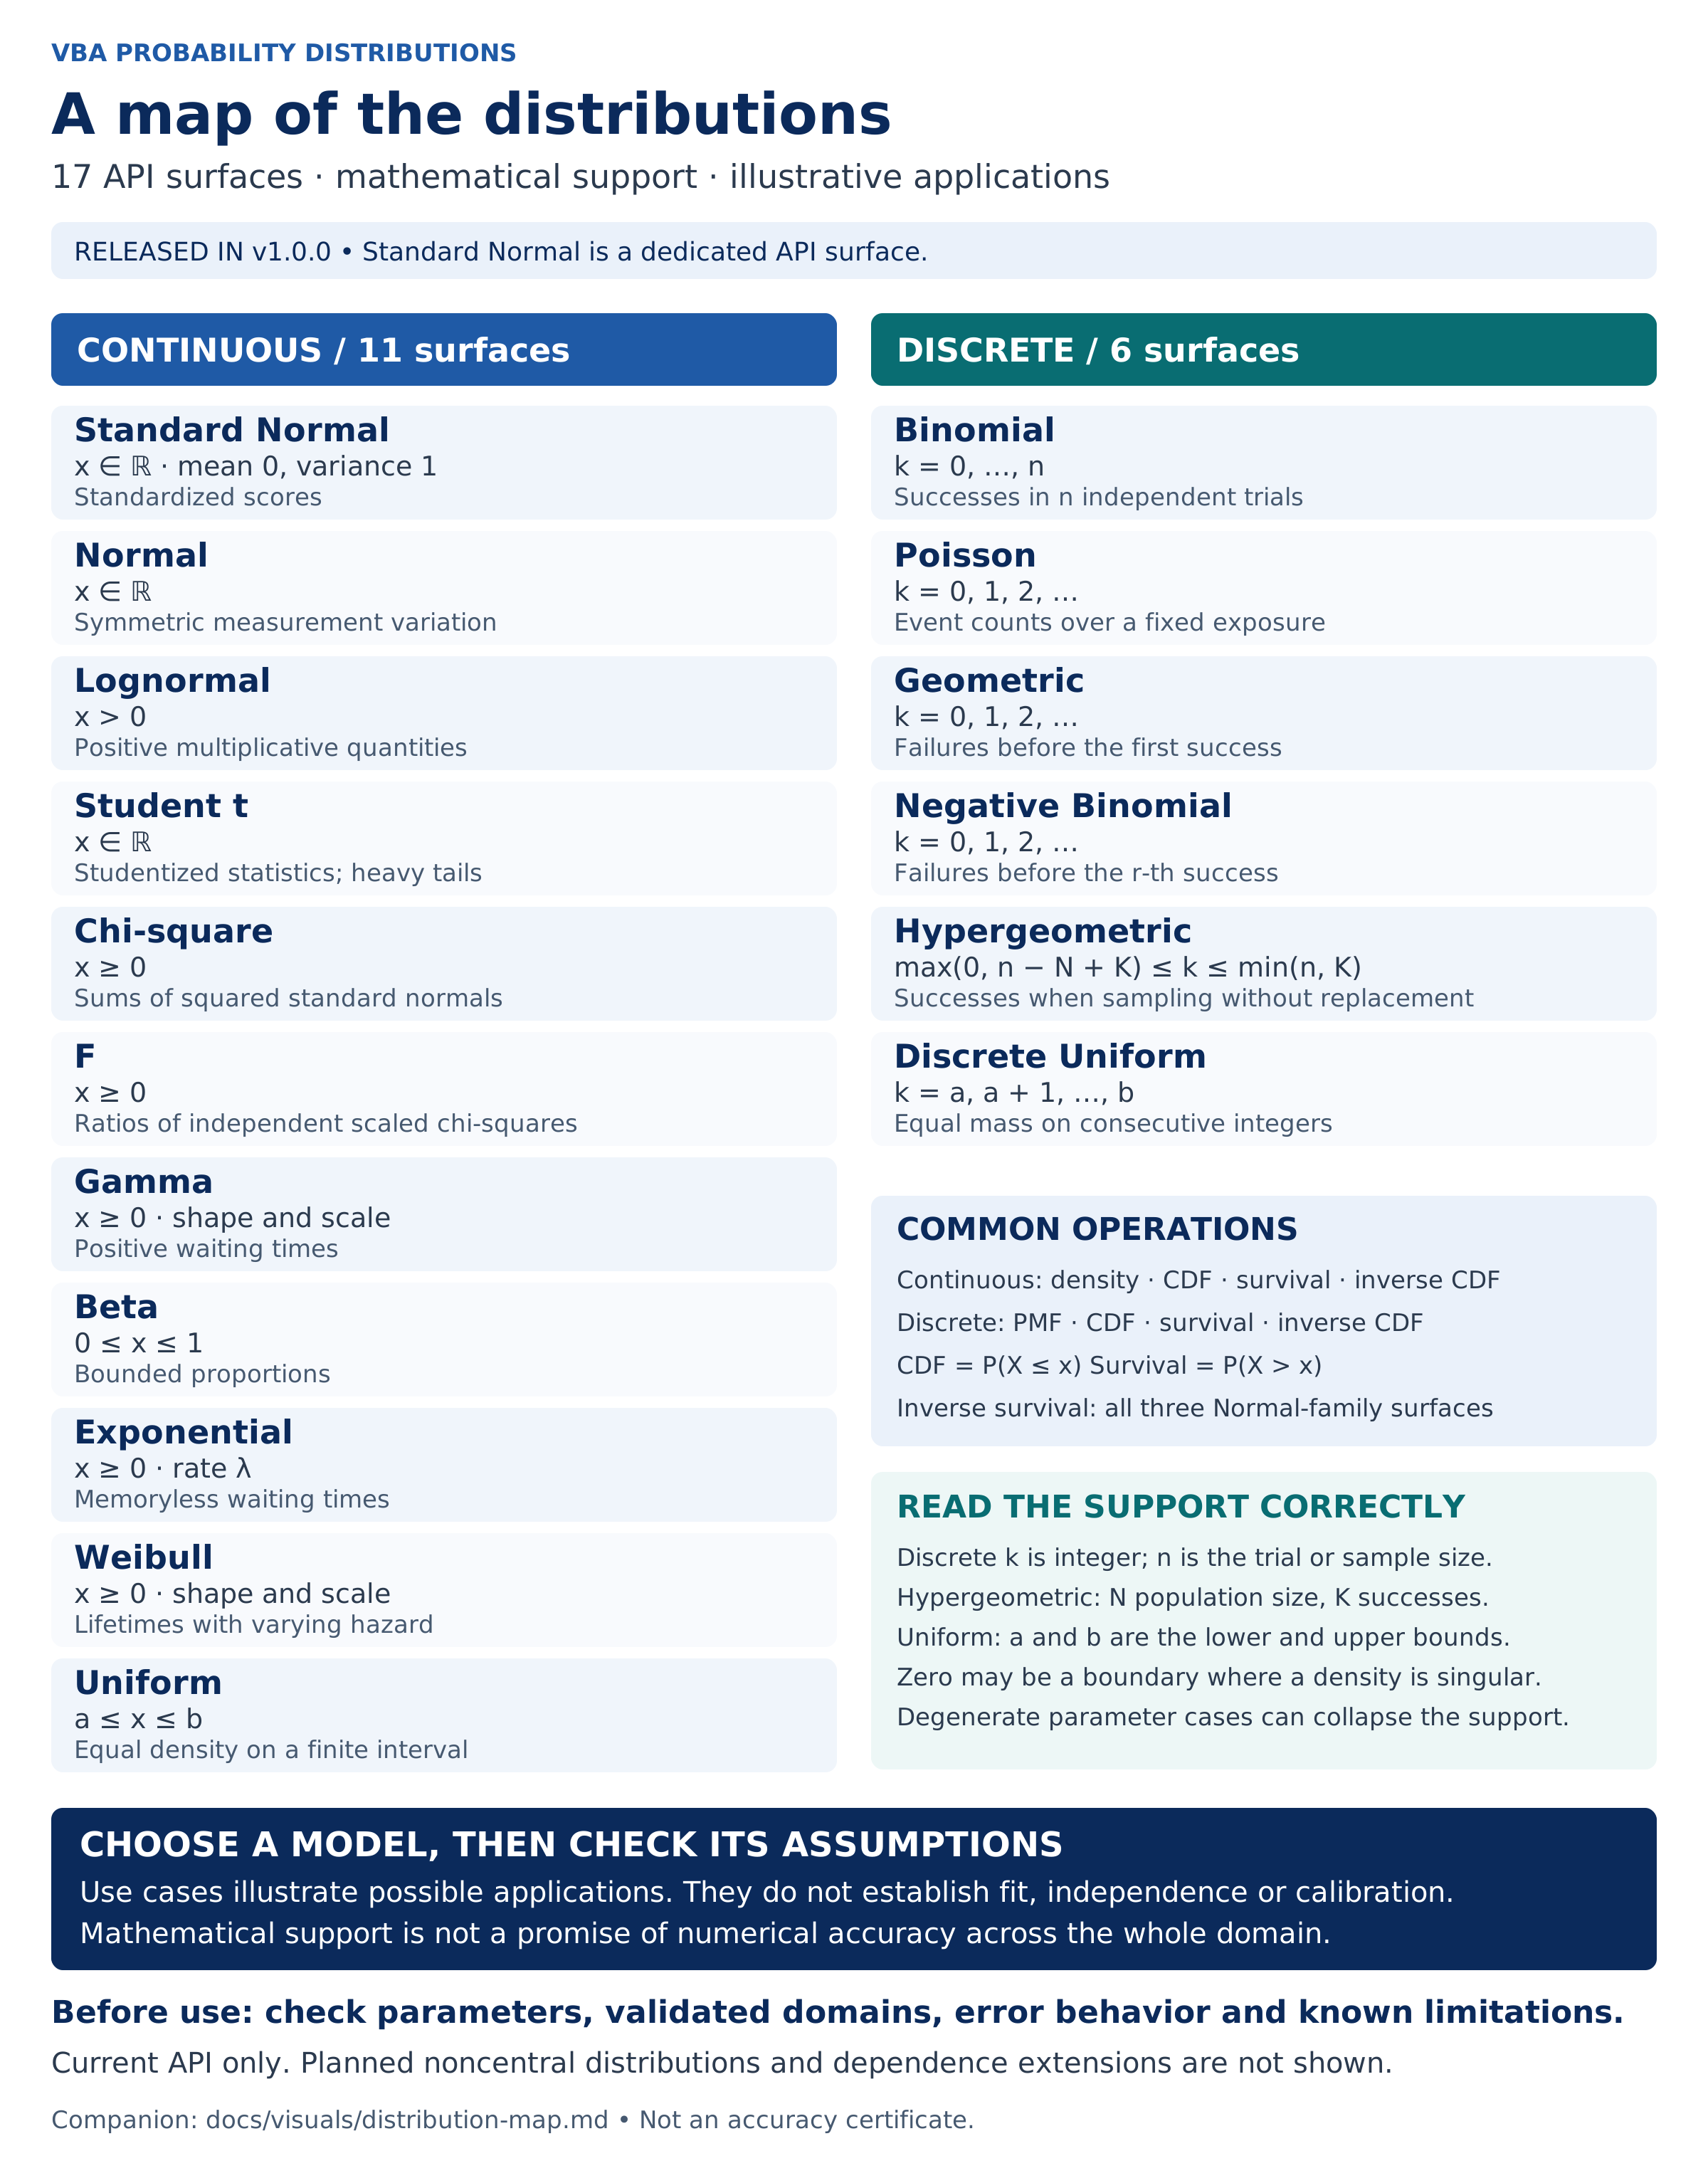 VBA PROBABILITY DISTRIBUTIONS
A map of the distributions
17 API surfaces · mathematical support · illustrative applications
RELEASED IN v1.0.0 • Standard Normal is a dedicated API surface.
CONTINUOUS / 11 surfaces
Standard Normal
x ∈ ℝ · mean 0, variance 1
Standardized scores
Normal
x ∈ ℝ
Symmetric measurement variation
Lognormal
x > 0
Positive multiplicative quantities
Student t
x ∈ ℝ
Studentized statistics; heavy tails
Chi-square
x ≥ 0
Sums of squared standard normals
F
x ≥ 0
Ratios of independent scaled chi-squares
Gamma
x ≥ 0 · shape and scale
Positive waiting times
Beta
0 ≤ x ≤ 1
Bounded proportions
Exponential
x ≥ 0 · rate λ
Memoryless waiting times
Weibull
x ≥ 0 · shape and scale
Lifetimes with varying hazard
Uniform
a ≤ x ≤ b
Equal density on a finite interval
DISCRETE / 6 surfaces
Binomial
k = 0, …, n
Successes in n independent trials
Poisson
k = 0, 1, 2, …
Event counts over a fixed exposure
Geometric
k = 0, 1, 2, …
Failures before the first success
Negative Binomial
k = 0, 1, 2, …
Failures before the r-th success
Hypergeometric
max(0, n − N + K) ≤ k ≤ min(n, K)
Successes when sampling without replacement
Discrete Uniform
k = a, a + 1, …, b
Equal mass on consecutive integers
COMMON OPERATIONS
Continuous: density · CDF · survival · inverse CDF
Discrete: PMF · CDF · survival · inverse CDF
CDF = P(X ≤ x) Survival = P(X > x)
Inverse survival: all three Normal-family surfaces
READ THE SUPPORT CORRECTLY
Discrete k is integer; n is the trial or sample size.
Hypergeometric: N population size, K successes.
Uniform: a and b are the lower and upper bounds.
Zero may be a boundary where a density is singular.
Degenerate parameter cases can collapse the support.
CHOOSE A MODEL, THEN CHECK ITS ASSUMPTIONS
Use cases illustrate possible applications. They do not establish fit, independence or calibration.
Mathematical support is not a promise of numerical accuracy across the whole domain.
Before use: check parameters, validated domains, error behavior and known limitations.
Current API only. Planned noncentral distributions and dependence extensions are not shown.
Companion: docs/visuals/distribution-map.md • Not an accuracy certificate.